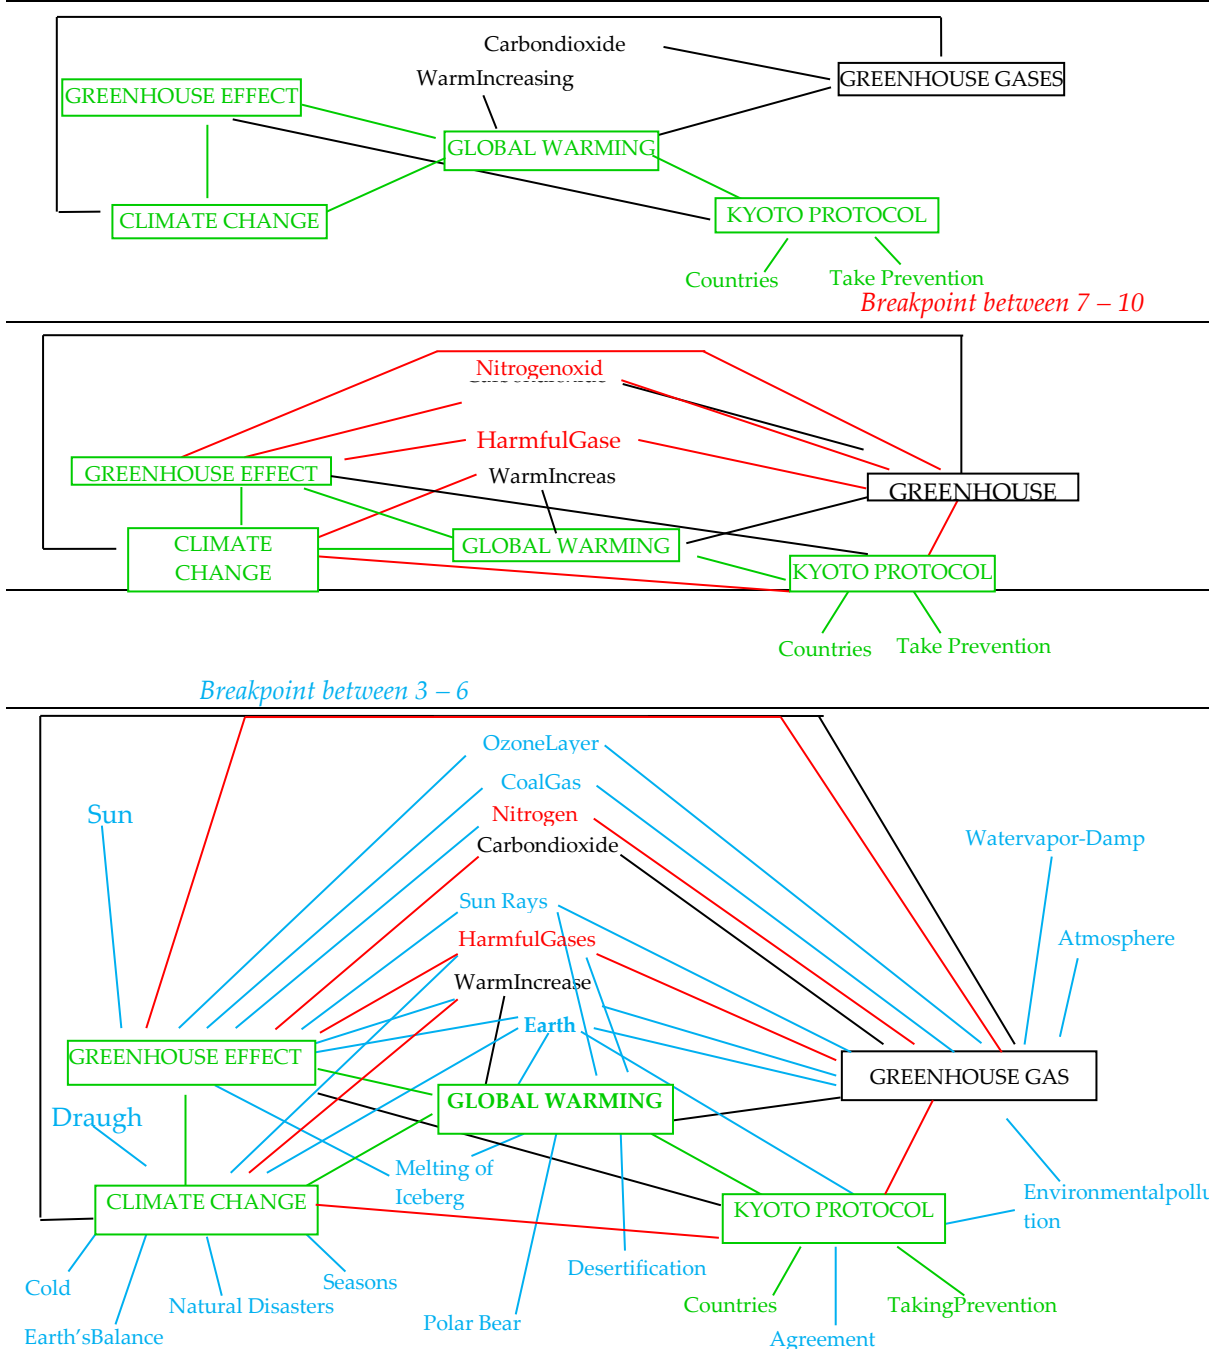 Carbondioxide
WarmIncreasing
GREENHOUSE GASES
GREENHOUSE EFFECT
GLOBAL WARMING
CLIMATE CHANGE
KYOTO PROTOCOL
Countries
Take Prevention
Breakpoint between 7 – 10
Nitrogenoxid
HarmfulGase
GREENHOUSE EFFECT
WarmIncreas
GREENHOUSE
CLIMATE
CHANGE
GLOBAL WARMING
KYOTO PROTOCOL
Countries
Take Prevention
Breakpoint between 3 – 6
OzoneLayer
CoalGas
Sun
Nitrogen
Carbondioxide
Watervapor-Damp
Sun Rays
HarmfulGases
Atmosphere
WarmIncrease
Earth
GREENHOUSE EFFECT
GREENHOUSE GAS
GLOBAL WARMING
Draugh
Melting of
Iceberg
CLIMATE CHANGE
KYOTO PROTOCOL
Environmentalpollu
tion
Desertification
Cold
Seasons
Natural Disasters
Countries
TakingPrevention
Polar Bear
Earth'sBalance
Agreement